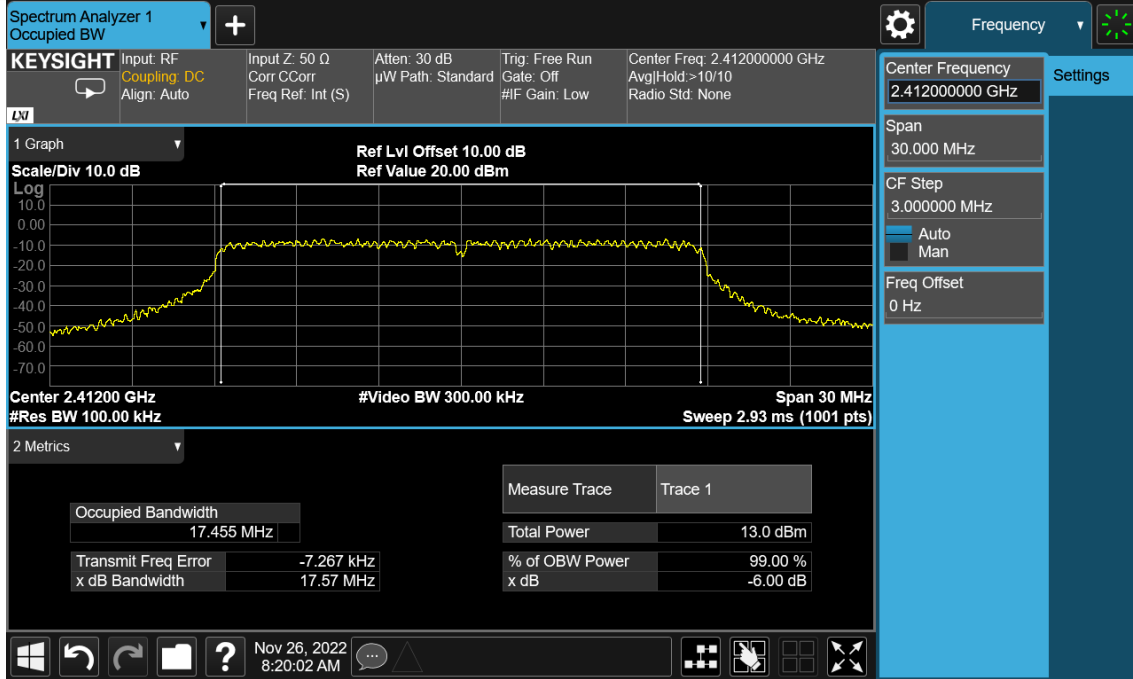 Spectrum Analyzer 1
Occupied BW
+
Frequency
KEYSIGHT
LXI
Input: RF
Coupling: DC
Align: Auto
Input Z: 50 Ω
Corr CCorr
Freq Ref: Int (S)
Atten: 30 dB
µW Path: Standard
Trig: Free Run
Gate: Off
#IF Gain: Low
Center Freq: 2.412000000 GHz
Avg|Hold:>10/10
Radio Std: None
Center Frequency
2.412000000 GHz
Settings
Span
30.000 MHz
CF Step
3.000000 MHz
Auto
Man
Freq Offset
0 Hz
1 Graph
Scale/Div 10.0 dB
Ref Lvl Offset 10.00 dB
Ref Value 20.00 dBm
Log
10.0
0.00
-10.0
-20.0
-30.0
-40.0
-50.0
-60.0
-70.0
Center 2.41200 GHz
#Video BW 300.00 kHz
Span 30 MHz
#Res BW 100.00 kHz
Sweep 2.93 ms (1001 pts)
2 Metrics
Measure Trace Trace 1
Occupied Bandwidth
17.455 MHz
Total Power 13.0 dBm
Transmit Freq Error -7.267 kHz
% of OBW Power 99.00 %
x dB Bandwidth 17.57 MHz
x dB -6.00 dB
?
Nov 26, 2022
8:20:02 AM